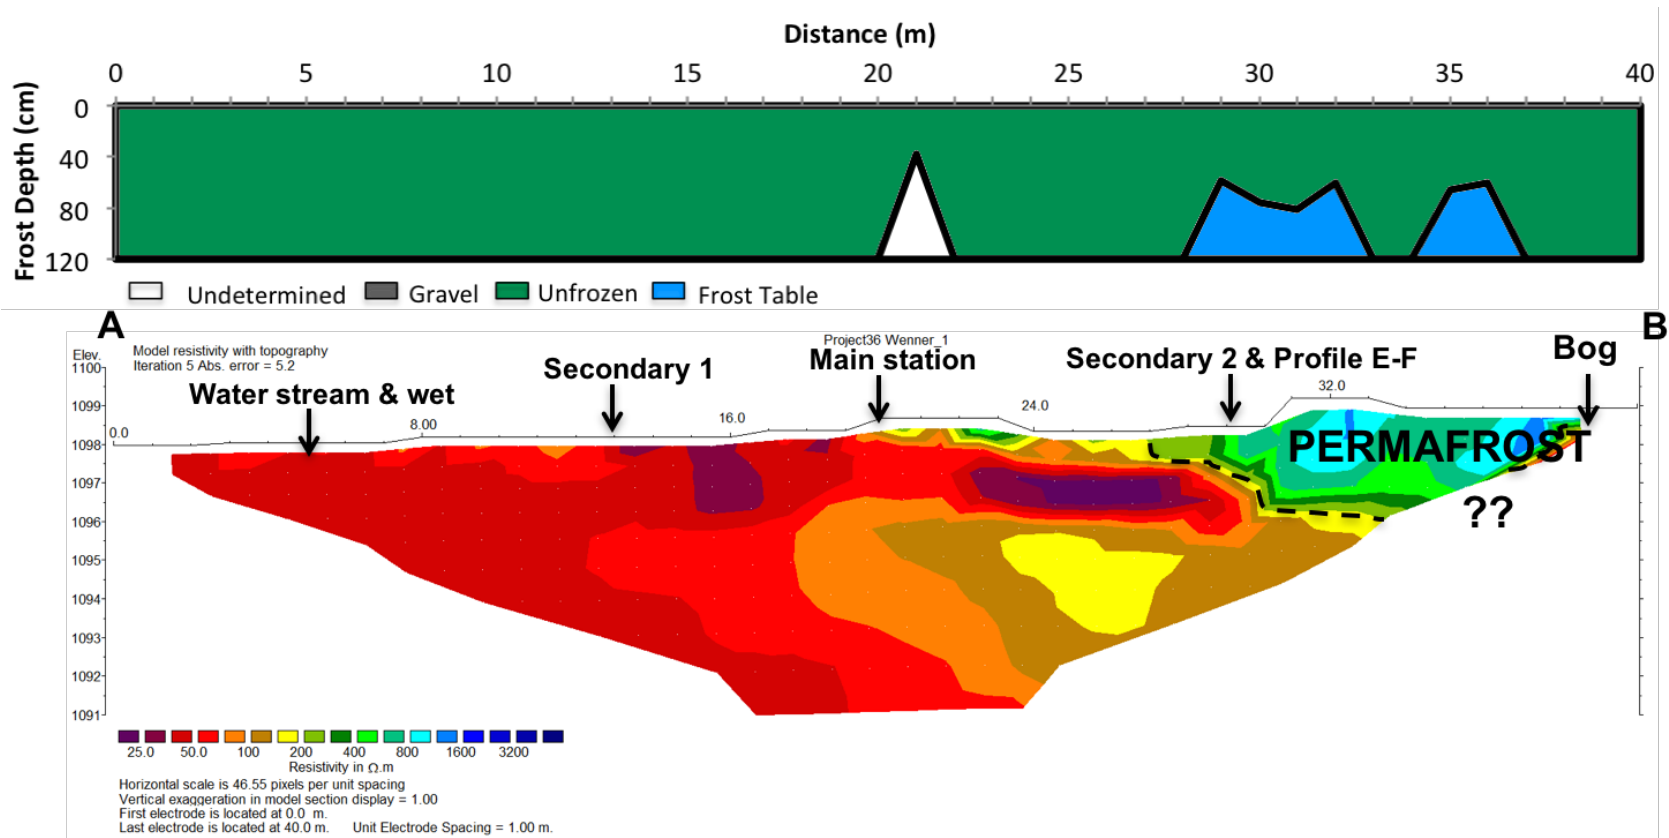 Distance (m)
0 5 10 15 20 25 30 35 40
Frost Depth (cm)
0
40
80
120
Undetermined Gravel Unfrozen Frost Table
A B
Elev.
Model resistivity with topography
Iteration 5 Abs. error = 5.2
Project36 Wenner_1
Water stream & wet
Secondary 1
Main station
Secondary 2 & Profile E-F
Bog
1100
1099
1098
1097
1096
1095
1094
1093
1092
1091
0.0 8.00 16.0 24.0 32.0
PERMAFROST
??
25.0 50.0 100 200 400 800 1600 3200
Resistivity in Ω.m
Horizontal scale is 46.55 pixels per unit spacing
Vertical exaggeration in model section display = 1.00
First electrode is located at 0.0 m.
Last electrode is located at 40.0 m. Unit Electrode Spacing = 1.00 m.